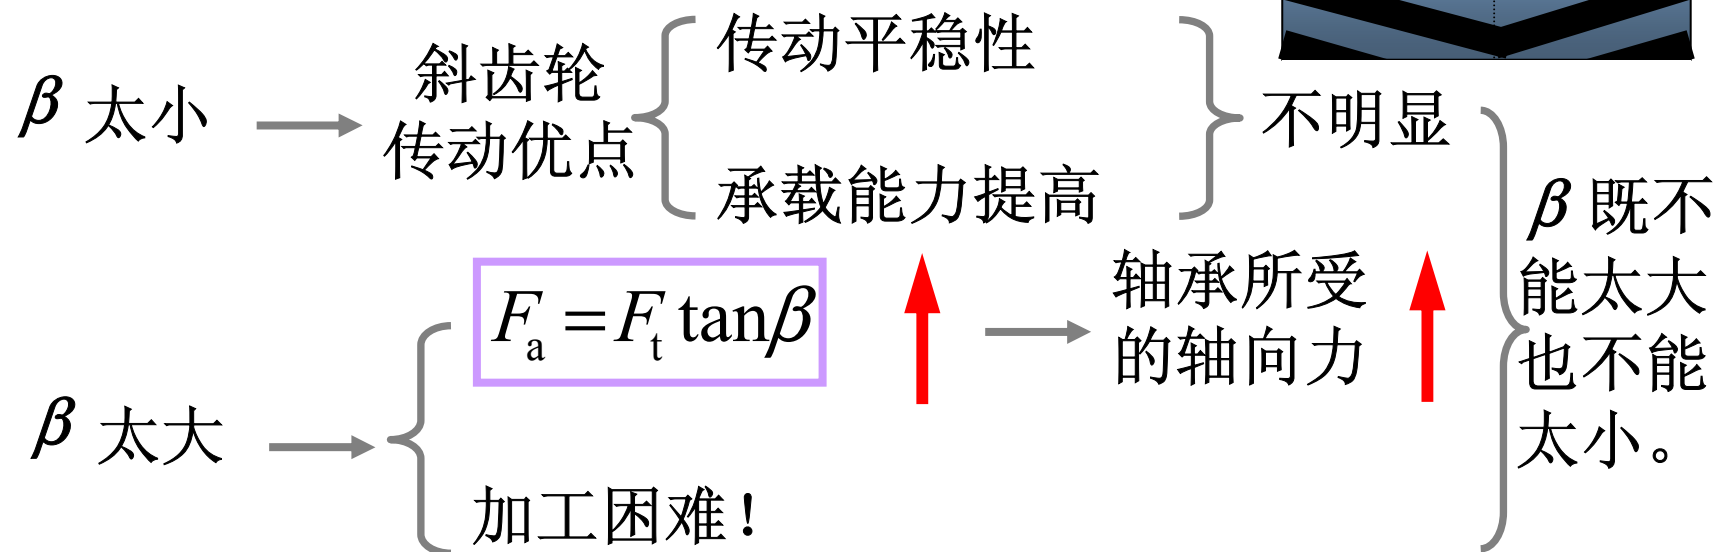 β 太小
斜齿轮
传动优点
传动平稳性
承载能力提高
不明显
β 太大
Fa = Ft tanβ
轴承所受
的轴向力
加工困难!
β 既不
能太大
也不能
太小。